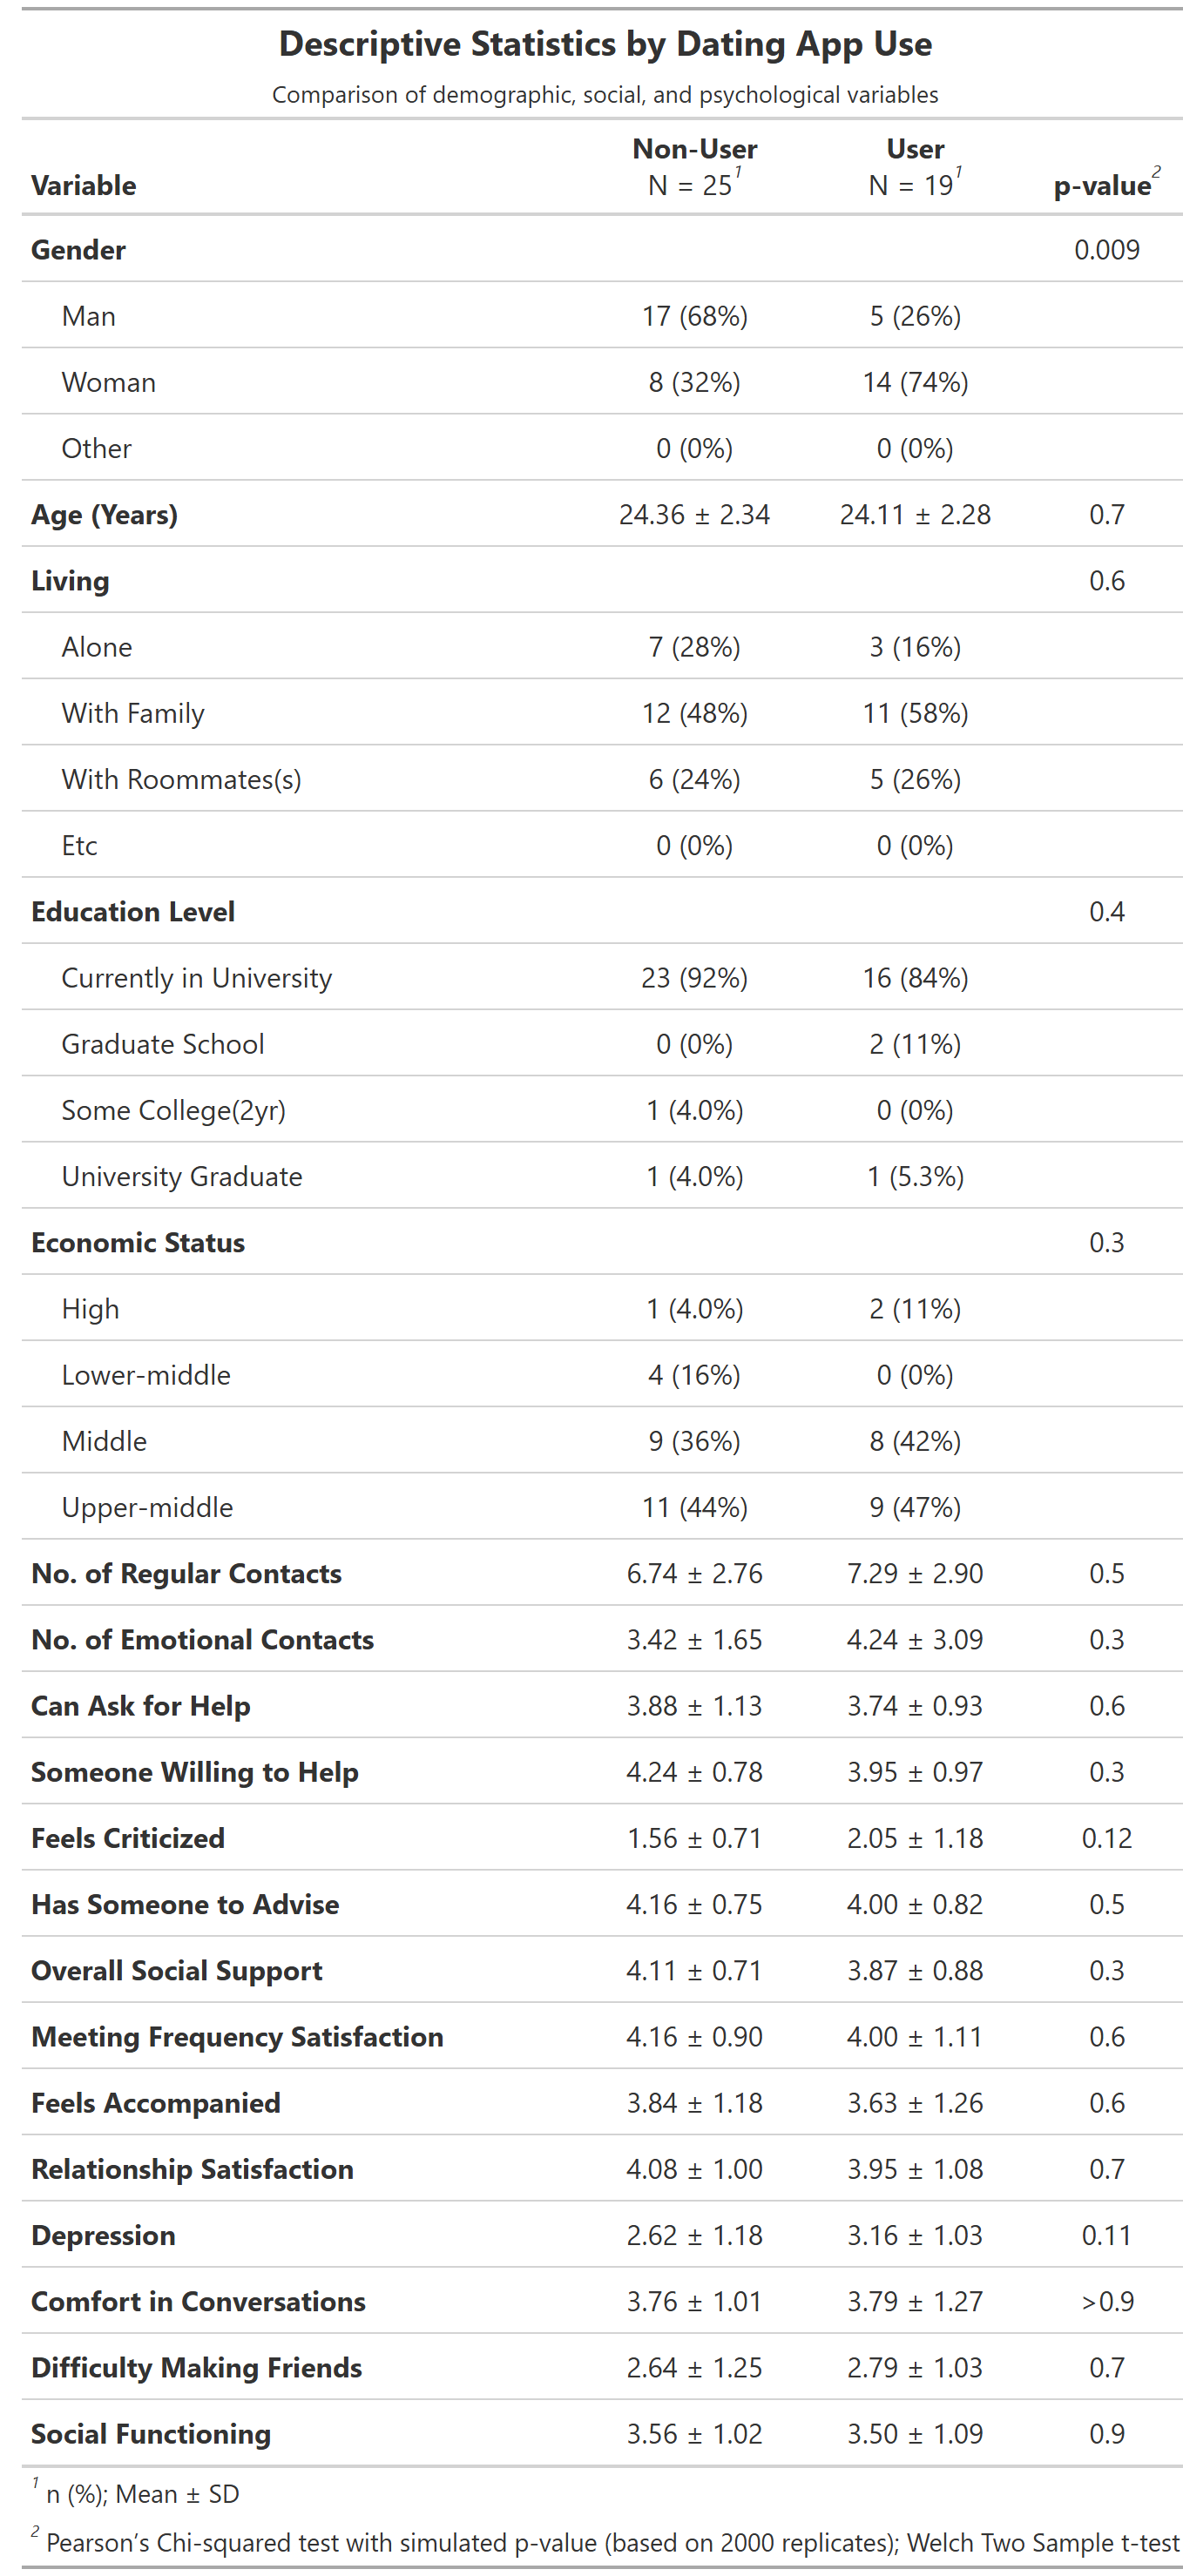 Descriptive Statistics by Dating App Use
Comparison of demographic, social, and psychological variables
Variable Non-User N = 25¹ User N = 19¹ p-value²
Gender 0.009
Man 17 (68%) 5 (26%)
Woman 8 (32%) 14 (74%)
Other 0 (0%) 0 (0%)
Age (Years) 24.36 ± 2.34 24.11 ± 2.28 0.7
Living 0.6
Alone 7 (28%) 3 (16%)
With Family 12 (48%) 11 (58%)
With Roommates(s) 6 (24%) 5 (26%)
Etc 0 (0%) 0 (0%)
Education Level 0.4
Currently in University 23 (92%) 16 (84%)
Graduate School 0 (0%) 2 (11%)
Some College(2yr) 1 (4.0%) 0 (0%)
University Graduate 1 (4.0%) 1 (5.3%)
Economic Status 0.3
High 1 (4.0%) 2 (11%)
Lower-middle 4 (16%) 0 (0%)
Middle 9 (36%) 8 (42%)
Upper-middle 11 (44%) 9 (47%)
No. of Regular Contacts 6.74 ± 2.76 7.29 ± 2.90 0.5
No. of Emotional Contacts 3.42 ± 1.65 4.24 ± 3.09 0.3
Can Ask for Help 3.88 ± 1.13 3.74 ± 0.93 0.6
Someone Willing to Help 4.24 ± 0.78 3.95 ± 0.97 0.3
Feels Criticized 1.56 ± 0.71 2.05 ± 1.18 0.12
Has Someone to Advise 4.16 ± 0.75 4.00 ± 0.82 0.5
Overall Social Support 4.11 ± 0.71 3.87 ± 0.88 0.3
Meeting Frequency Satisfaction 4.16 ± 0.90 4.00 ± 1.11 0.6
Feels Accompanied 3.84 ± 1.18 3.63 ± 1.26 0.6
Relationship Satisfaction 4.08 ± 1.00 3.95 ± 1.08 0.7
Depression 2.62 ± 1.18 3.16 ± 1.03 0.11
Comfort in Conversations 3.76 ± 1.01 3.79 ± 1.27 >0.9
Difficulty Making Friends 2.64 ± 1.25 2.79 ± 1.03 0.7
Social Functioning 3.56 ± 1.02 3.50 ± 1.09 0.9
¹ n (%); Mean ± SD
² Pearson’s Chi-squared test with simulated p-value (based on 2000 replicates); Welch Two Sample t-test